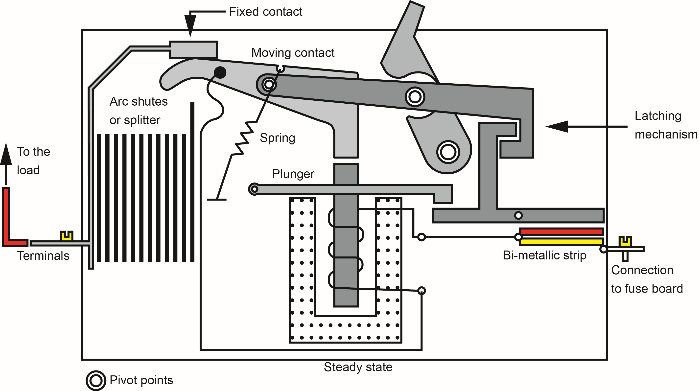 Fixed contact
Moving contact
Arc shutes
or splitter
Latching
mechanism
To the
load
Spring
Plunger
Terminals
Bi-metallic strip
Connection
to fuse board
Steady state
Pivot points